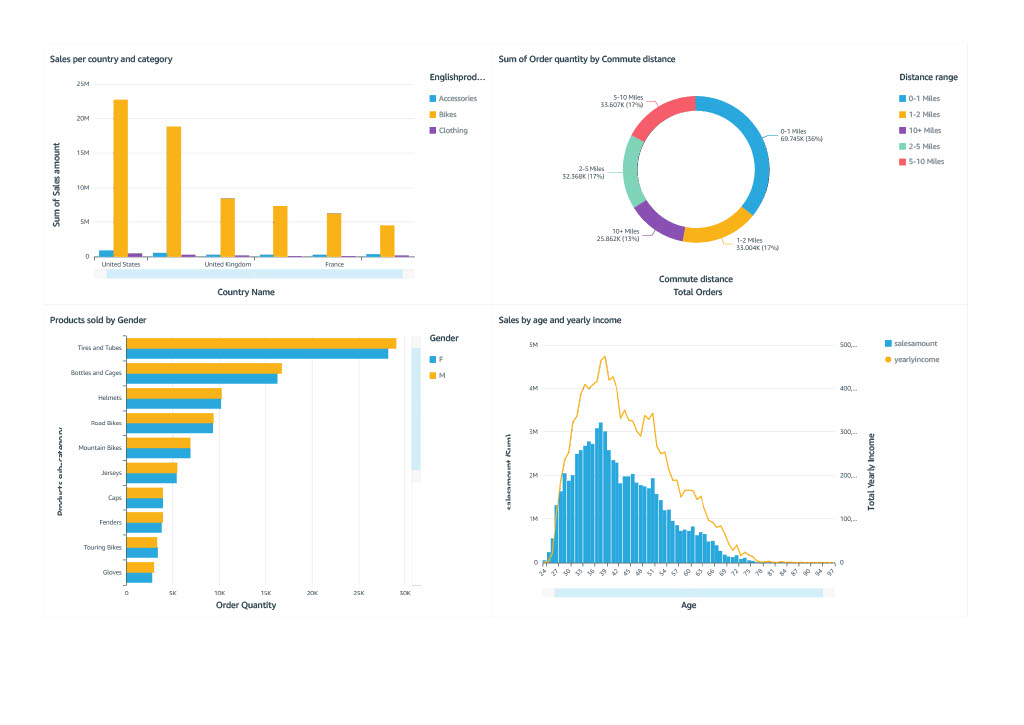 Sales per country and category
Englishprod...
Accessories
Bikes
Clothing
Sum of Sales amount
25M
20M
15M
10M
5M
0
United States
United Kingdom
France
Country Name
Sum of Order quantity by Commute distance
Distance range
0-1 Miles
1-2 Miles
10+ Miles
2-5 Miles
5-10 Miles
5-10 Miles
33.607K (17%)
0-1 Miles
69.745K (36%)
2-5 Miles
32.368K (17%)
10+ Miles
25.862K (13%)
1-2 Miles
33.004K (17%)
Commute distance
Total Orders
Products sold by Gender
Gender
F
M
Tires and Tubes
Bottles and Cages
Helmets
Road Bikes
Mountain Bikes
Jerseys
Caps
Fenders
Touring Bikes
Gloves
0
5K
10K
15K
20K
25K
30K
Order Quantity
Sales by age and yearly income
salesamount
yearlyincome
salesamount (Sum)
5M
4M
3M
2M
1M
0
500,...
400,...
300,...
200,...
100,...
0
Total Yearly Income
24
27
30
33
36
39
42
45
48
51
54
57
60
63
66
69
72
75
78
81
84
87
90
94
97
Age